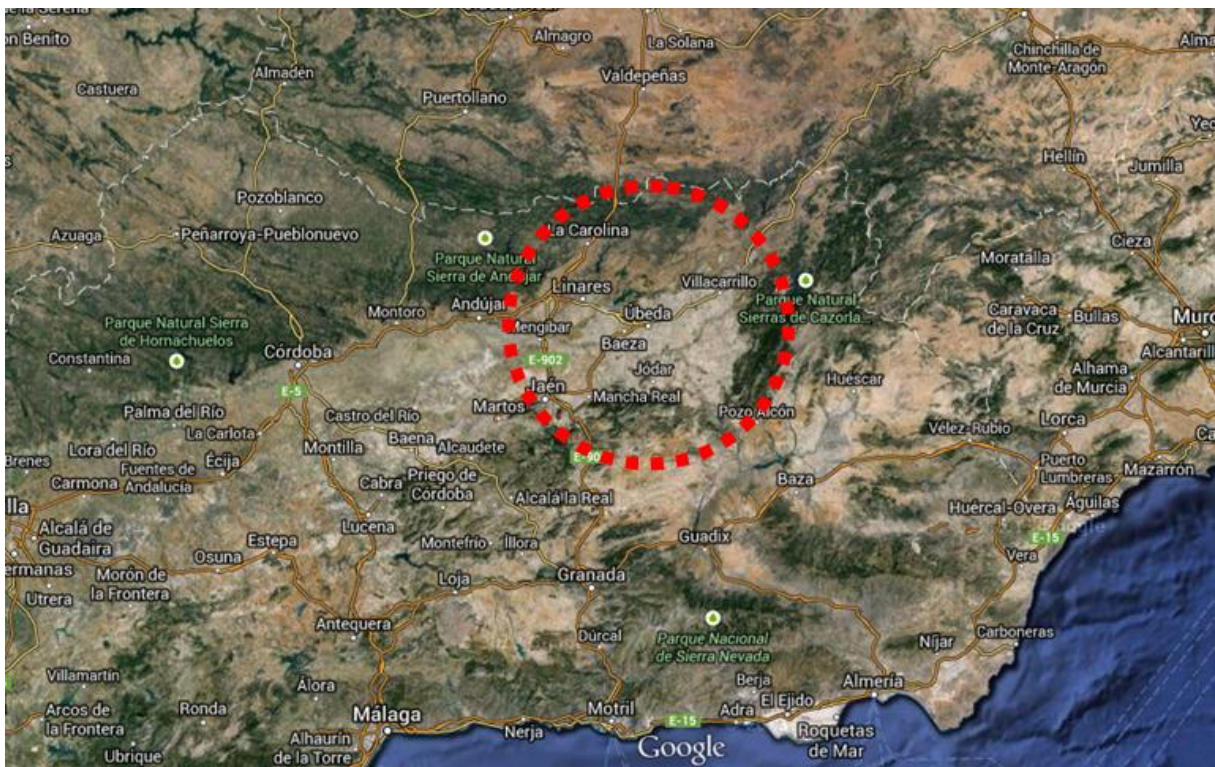 on Benito
Almagro
La Solana
Chinchilla de
Monte-Aragón
Castuera
Almadén
Valdepeñas
Puertollano
Hellín
Jumilla
Pozoblanco
Azuaga
Peñarroya-Pueblonuevo
La Carolina
Cieza
Parque Natural
Sierra de Andújar
Moratalla
Linares
Villacarrillo
Parque Natural
Sierras de Cazorla...
Andújar
Montoro
Úbeda
Caravaca
de la Cruz
Bullas
Parque Natural Sierra
de Hornachuelos
Mengíbar
Baeza
Constantina
Córdoba
E-902
Jódar
Huéscar
Alcantarill
E-5
Jaén
Mancha Real
Alhama
de Murcia
Palma del Río
Castro del Río
Martos
Pozo Alcón
Lorca
La Carlota
Montilla
Baena
Alcaudete
Vélez-Rubio
Lora del Río
Écija
E-90
Brenes
Fuentes de
Andalucía
Carmona
Cabra
Priego de
Córdoba
Alcalá la Real
Baza
Puerto
Lumbreras
Mazarrón
Águilas
Huércal-Overa
Alcalá de
Guadaira
Lucena
Montefrío
Íllora
Guadix
E-15
Osuna
Estepa
Vera
Morón de
la Frontera
Utrera
Loja
Granada
Antequera
Dúrcal
Parque Nacional
de Sierra Nevada
Níjar
Carboneras
Villamartín
Álora
Berja
Almería
Arcos de
la Frontera
Ronda
Málaga
Motril
E-15
Adra
El Ejido
Nerja
Roquetas
de Mar
Alhaurín
de la Torre
Ubrique
Google